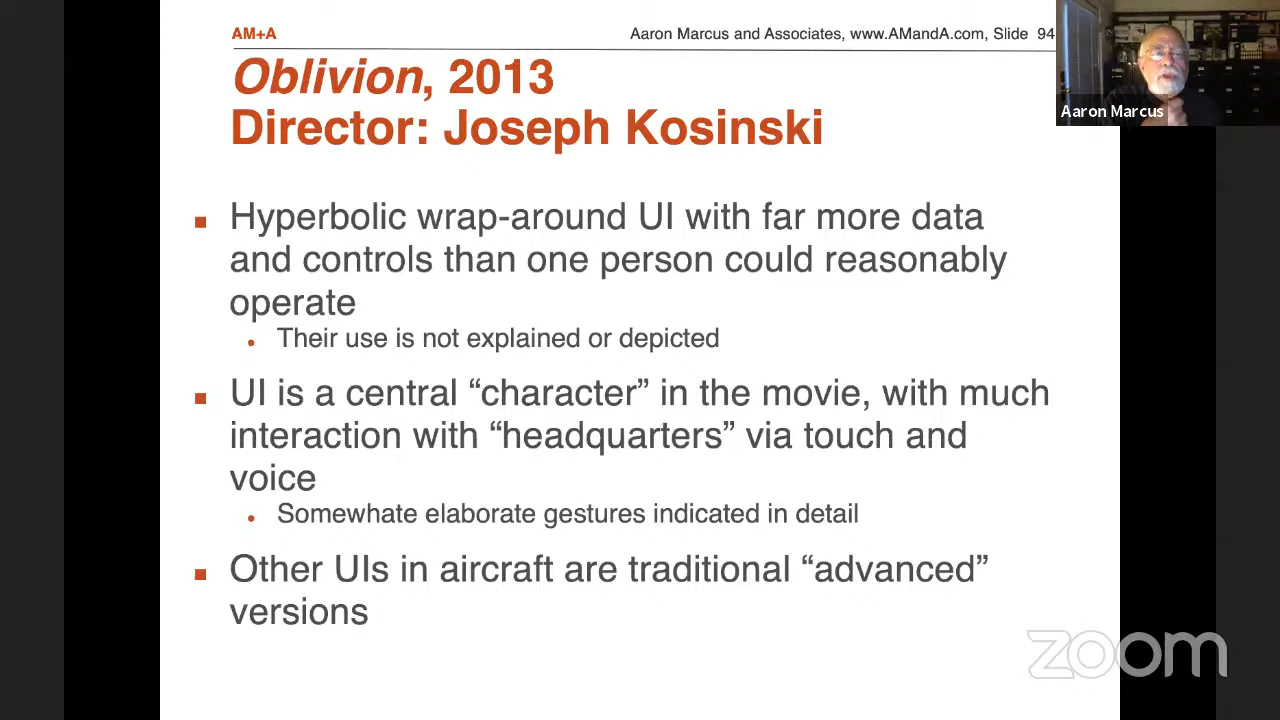 AM+A
Aaron Marcus and Associates, www.AMandA.com, Slide 94
Oblivion, 2013
Director: Joseph Kosinski
Hyperbolic wrap-around UI with far more data
and controls than one person could reasonably
operate
Their use is not explained or depicted
UI is a central “character” in the movie, with much
interaction with “headquarters” via touch and
voice
Somewhate elaborate gestures indicated in detail
Other UIs in aircraft are traditional “advanced”
versions
Aaron Marcus
zoom